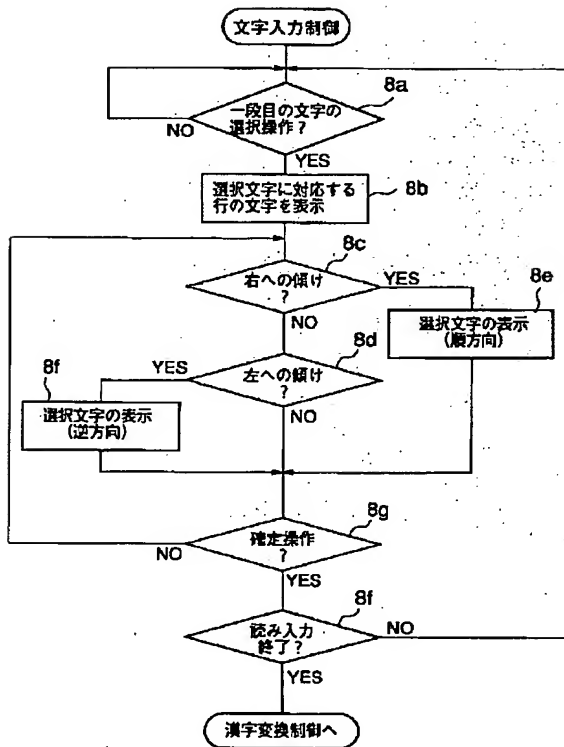 文字入力制御
8a
一段目の文字の
選択操作?
NO
YES
選択文字に対応する
行の文字を表示
8b
8c
右への傾け
?
YES
NO
8e
選択文字の表示
(順方向)
8d
左への傾け
?
YES
NO
8f
選択文字の表示
(逆方向)
8g
確定操作
?
NO
YES
8f
読み入力
終了?
NO
YES
漢字変換制御へ